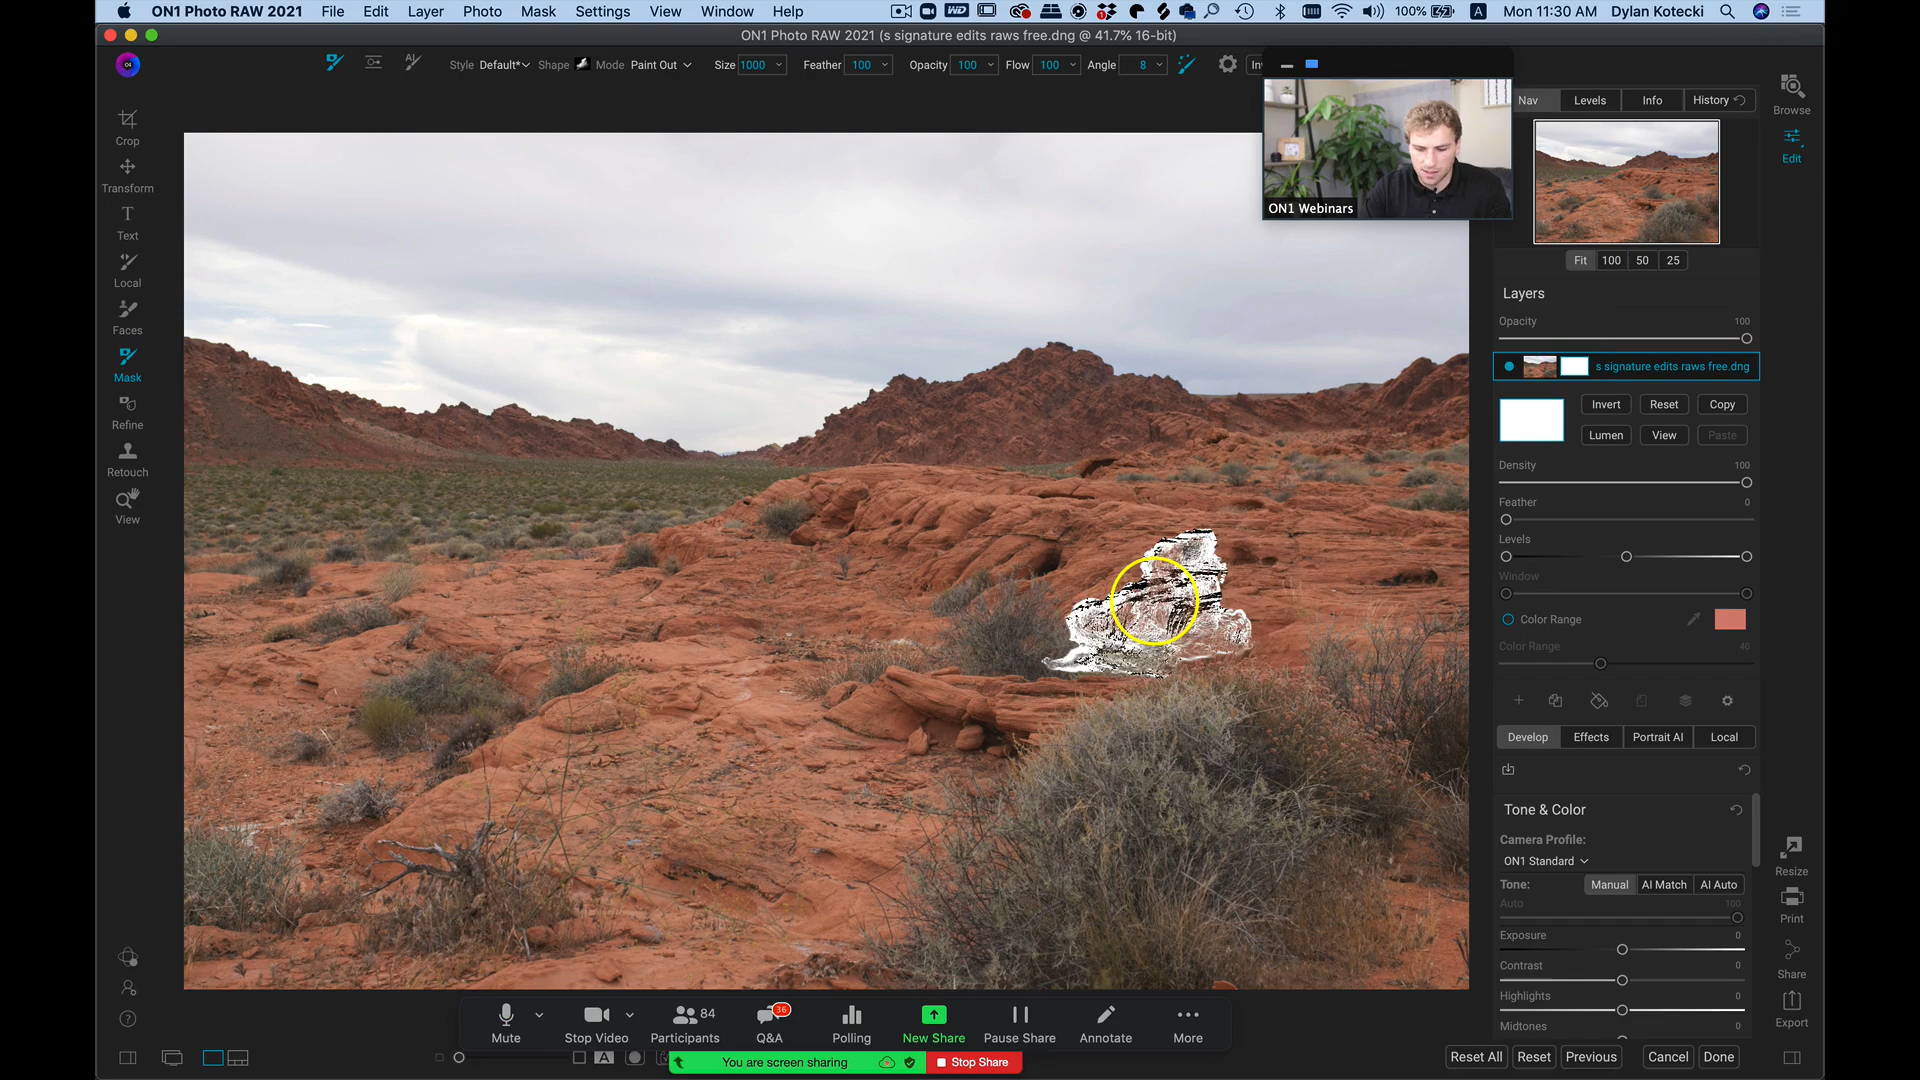 ON1 Photo RAW 2021 File Edit Layer Photo Mask Settings View Window Help 100% A Mon 11:30 AM Dylan Kotecki
ON1 Photo RAW 2021 (s signature edits raws free.dng @ 41.7% 16-bit)
Style Default* Shape Mode Paint Out Size 1000 Feather 100 Opacity 100 Flow 100 Angle 8
Crop
Transform
Text
Local
Faces
Mask
Refine
Retouch
View
ON1 Webinars
Nav Levels Info History
Browse
Edit
Fit 100 50 25
Layers
Opacity 100
s signature edits raws free.dng
Invert Reset Copy
Lumen View Paste
Density 100
Feather 0
Levels
Window
Color Range
Color Range 40
Develop Effects Portrait AI Local
Tone & Color
Camera Profile:
ON1 Standard
Tone: Manual AI Match AI Auto
Auto 100
Exposure 0
Contrast 0
Highlights 0
Midtones 0
Resize
Print
Share
Export
84 36
Mute Stop Video Participants Q&A Polling New Share Pause Share Annotate More
A You are screen sharing Stop Share
Reset All Reset Previous Cancel Done